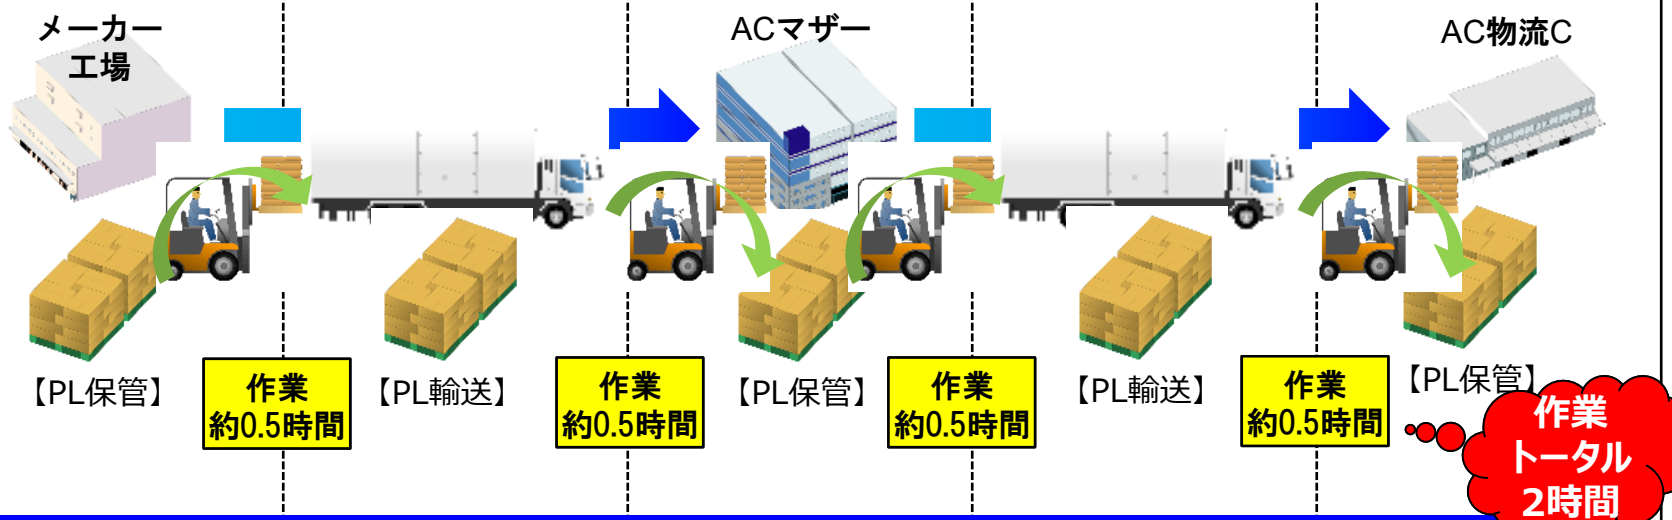 メーカー
工場
ACマザー
AC物流C
【PL保管】
作業
約0.5時間
【PL輸送】
作業
約0.5時間
【PL保管】
作業
約0.5時間
【PL輸送】
作業
約0.5時間
【PL保管】
作業
トータル
2時間